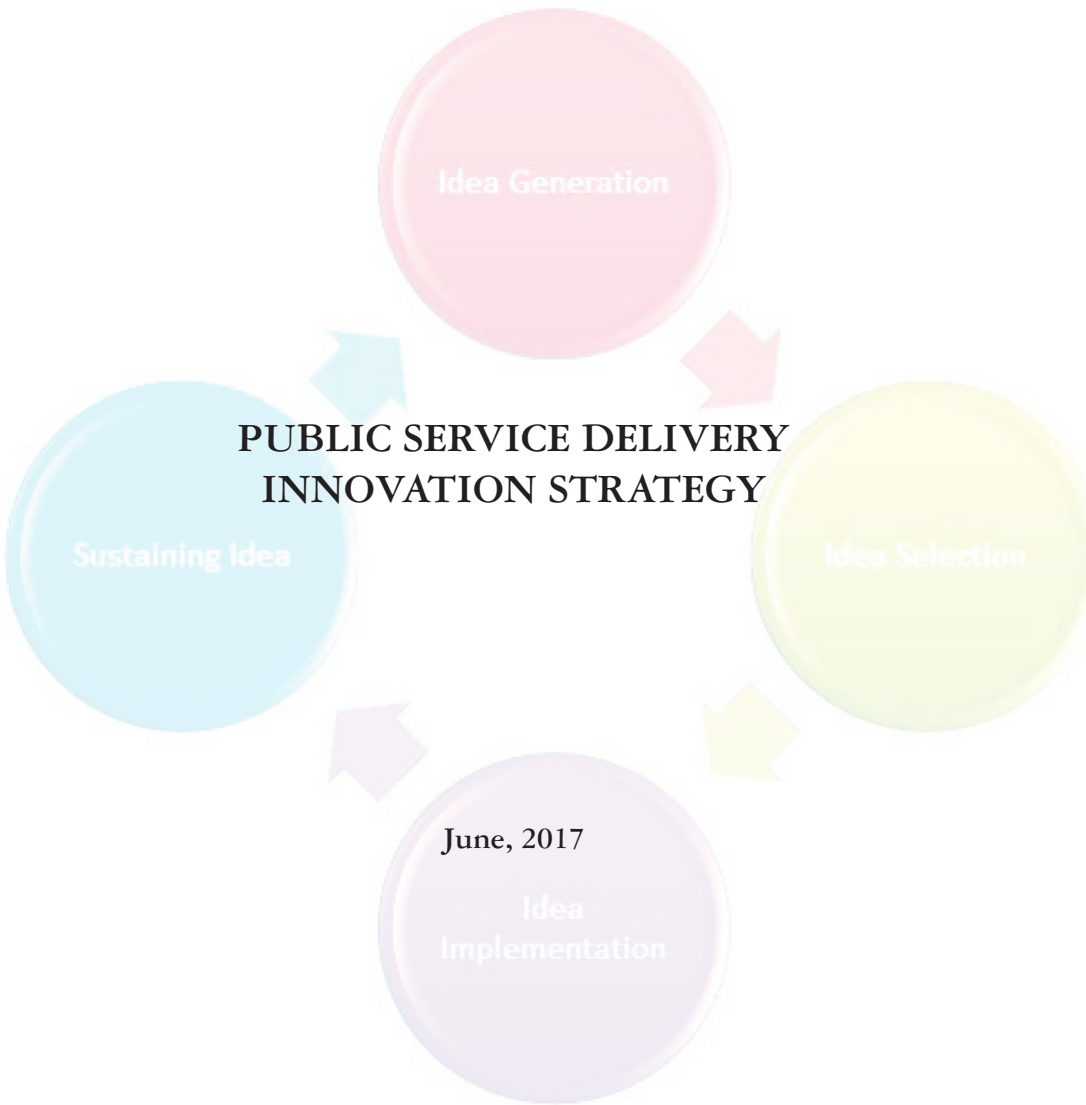 Idea Generation
PUBLIC SERVICE DELIVERY
INNOVATION STRATEGY
Sustaining Idea
Idea Selection
June, 2017
Idea
Implementation